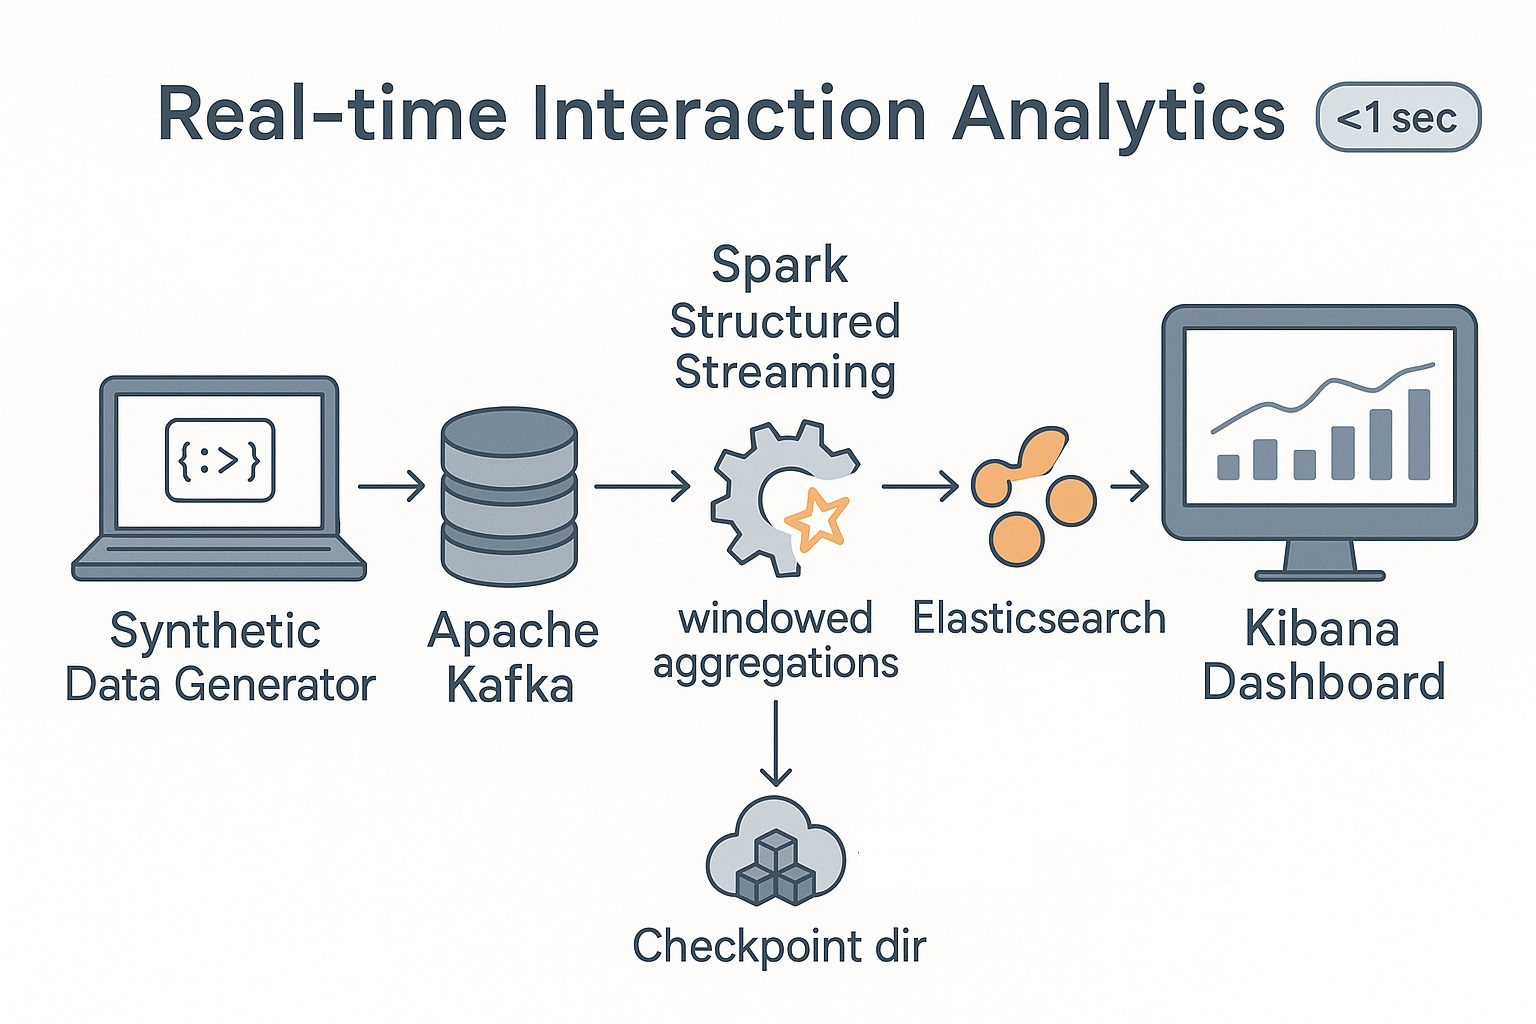 Real-time Interaction Analytics
<1 sec
Spark
Structured
Streaming
{:>}
Synthetic
Data Generator
Apache
Kafka
windowed
aggregations
Elasticsearch
Kibana
Dashboard
Checkpoint dir